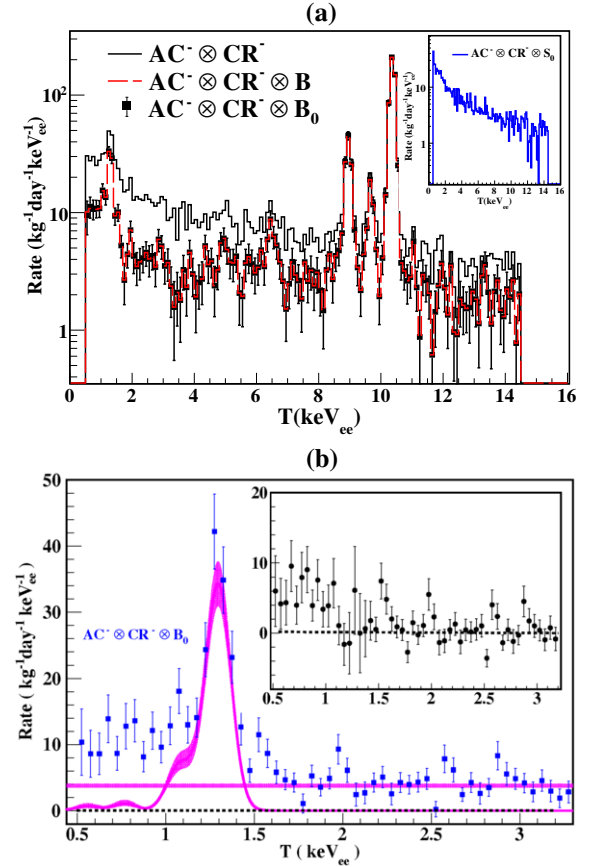 (a)
AC⁻ ⊗ CR⁻
AC⁻ ⊗ CR⁻ ⊗ B
AC⁻ ⊗ CR⁻ ⊗ B₀
Rate (kg⁻¹day⁻¹keV⁻¹ₑₑ)
10²
10
1
0 2 4 6 8 10 12 14 16
T(keVₑₑ)
AC⁻ ⊗ CR⁻ ⊗ S₀
Rate (kg⁻¹day⁻¹keV⁻¹ₑₑ)
10
1
0 2 4 6 8 10 12 14 16
T(keVₑₑ)
(b)
Rate ( kg⁻¹day⁻¹ keV⁻¹ₑₑ)
50
40
30
20
10
0
AC⁻ ⊗ CR⁻ ⊗ B₀
20
10
0
0.5 1 1.5 2 2.5 3
0.5 1 1.5 2 2.5 3
T ( keVₑₑ)